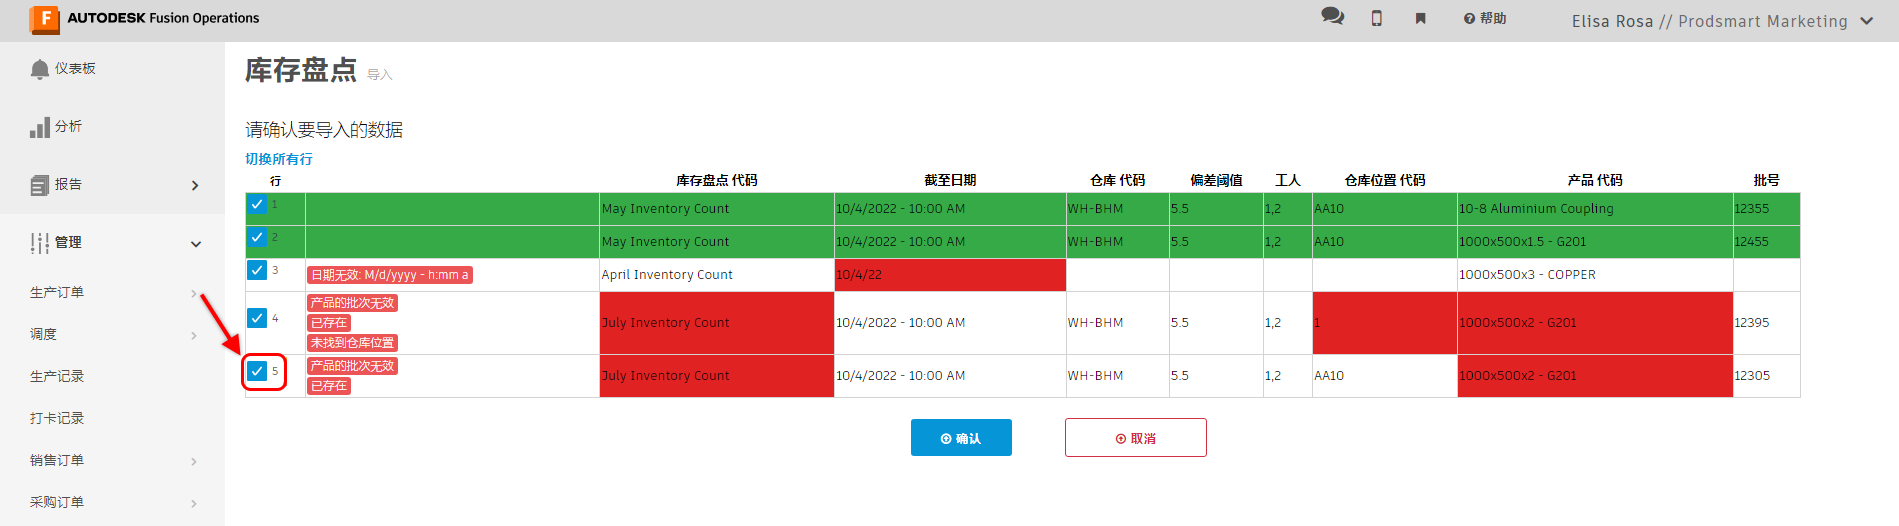 F AUTODESK Fusion Operations
帮助
Elisa Rosa // Prodsmart Marketing
仪表板
分析
报告
管理
生产订单
调度
生产记录
打卡记录
销售订单
采购订单
库存盘点 导入
请确认要导入的数据
切换所有行
行 库存盘点 代码 截至日期 仓库 代码 偏差阈值 工人 仓库位置 代码 产品 代码 批号
1 May Inventory Count 10/4/2022 - 10:00 AM WH-BHM 5.5 1,2 AA10 10-8 Aluminium Coupling 12355
2 May Inventory Count 10/4/2022 - 10:00 AM WH-BHM 5.5 1,2 AA10 1000x500x1.5 - G201 12455
3 日期无效: M/d/yyyy - h:mm a April Inventory Count 10/4/22 1000x500x3 - COPPER
产品的批次无效
4 已存在 July Inventory Count 10/4/2022 - 10:00 AM WH-BHM 5.5 1,2 1 1000x500x2 - G201 12395
未找到仓库位置
产品的批次无效
5 July Inventory Count 10/4/2022 - 10:00 AM WH-BHM 5.5 1,2 AA10 1000x500x2 - G201 12305
已存在
确认
取消